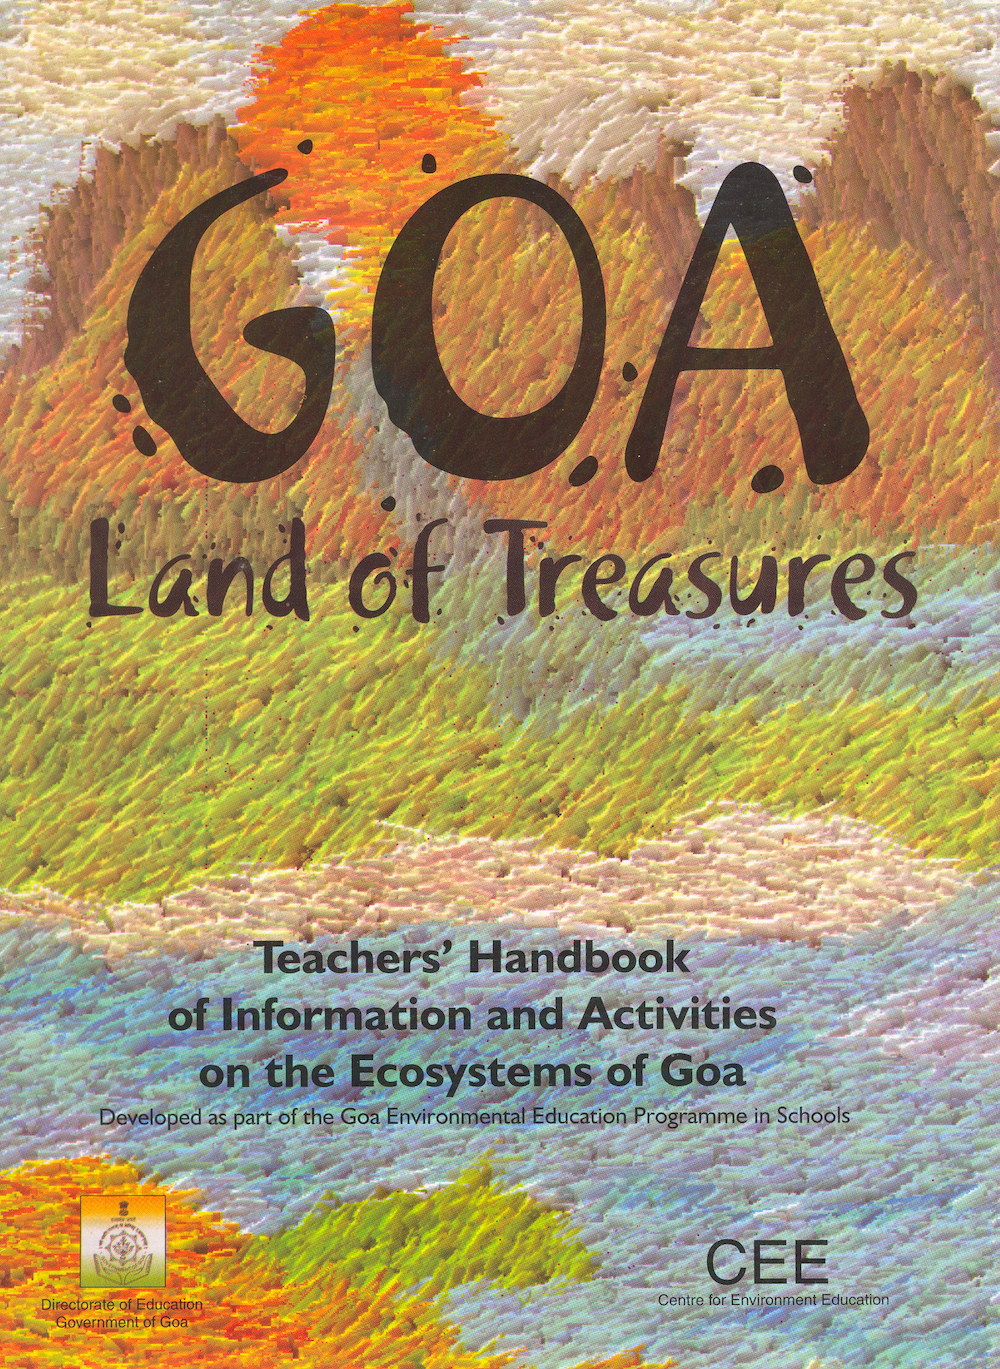 GOA
Land of Treasures
Teachers' Handbook
of Information and Activities
on the Ecosystems of Goa
Developed as part of the Goa Environmental Education Programme in Schools
Directorate of Education
Government of Goa
CEE
Centre for Environment Education